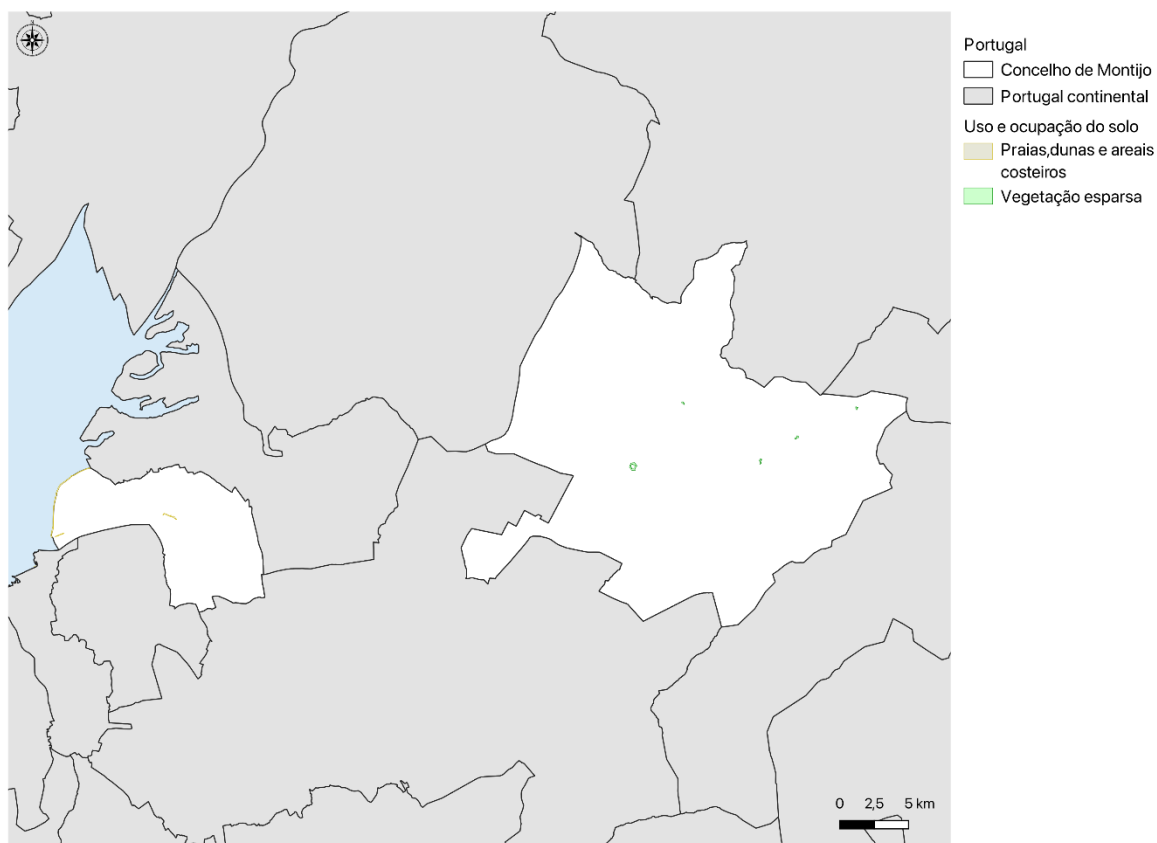 Portugal
Concelho de Montijo
Portugal continental
Uso e ocupação do solo
Praias,dunas e areais
costeiros
Vegetação esparsa
0 2,5 5 km